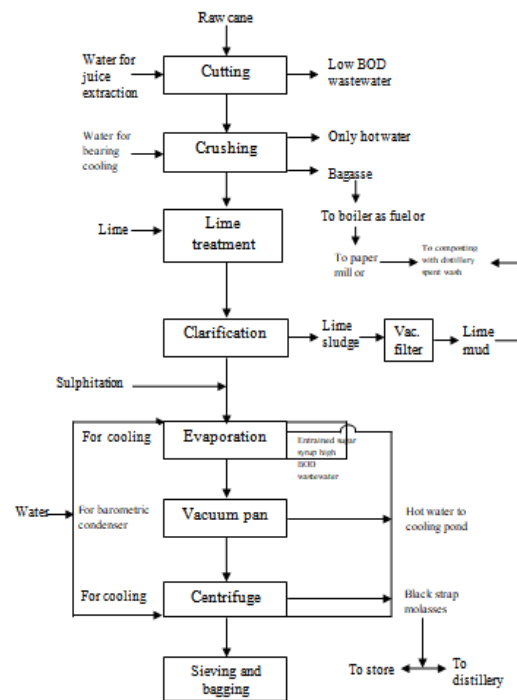 Raw cane
Water for
juice
extraction
Cutting
Low BOD
wastewater
Water for
bearing
cooling
Crushing
Only hot water
Bagasse
To boiler as fuel or
Lime
Lime
treatment
To paper
mill or
To composting
with distillery
spent wash
Clarification
Lime
sludge
Vac.
filter
Lime
mud
Sulphitation
For cooling
Evaporation
Entrained sugar
syrup high
BOD
wastewater
Water
For barometric
condenser
Vacuum pan
Hot water to
cooling pond
For cooling
Centrifuge
Black strap
molasses
Sieving and
bagging
To store
To
distillery